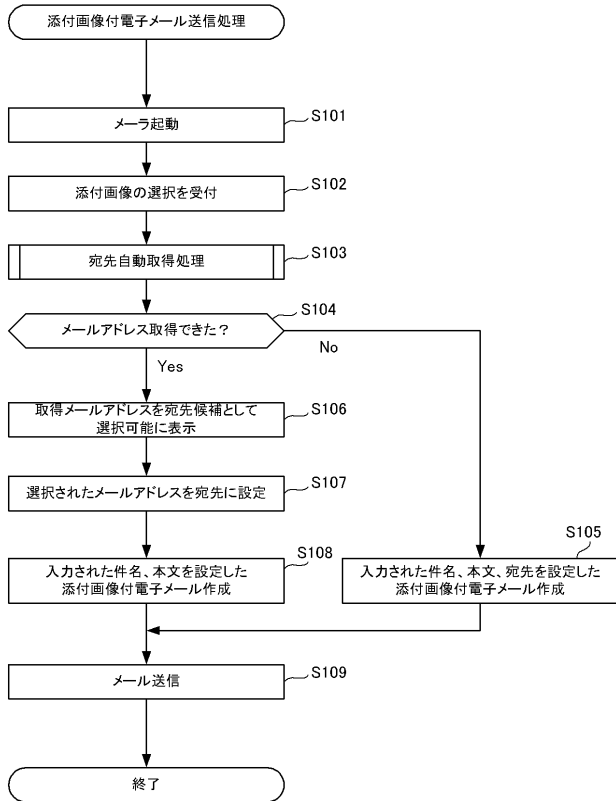 添付画像付電子メール送信処理
メーラ起動
S101
添付画像の選択を受付
S102
宛先自動取得処理
S103
メールアドレス取得できた？
S104
No
Yes
取得メールアドレスを宛先候補として
選択可能に表示
S106
選択されたメールアドレスを宛先に設定
S107
入力された件名、本文を設定した
添付画像付電子メール作成
S108
入力された件名、本文、宛先を設定した
添付画像付電子メール作成
S105
メール送信
S109
終了